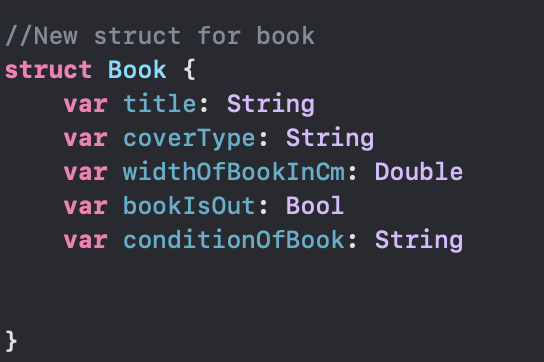 //New struct for book
struct Book {
    var title: String
    var coverType: String
    var widthOfBookInCm: Double
    var bookIsOut: Bool
    var conditionOfBook: String
}